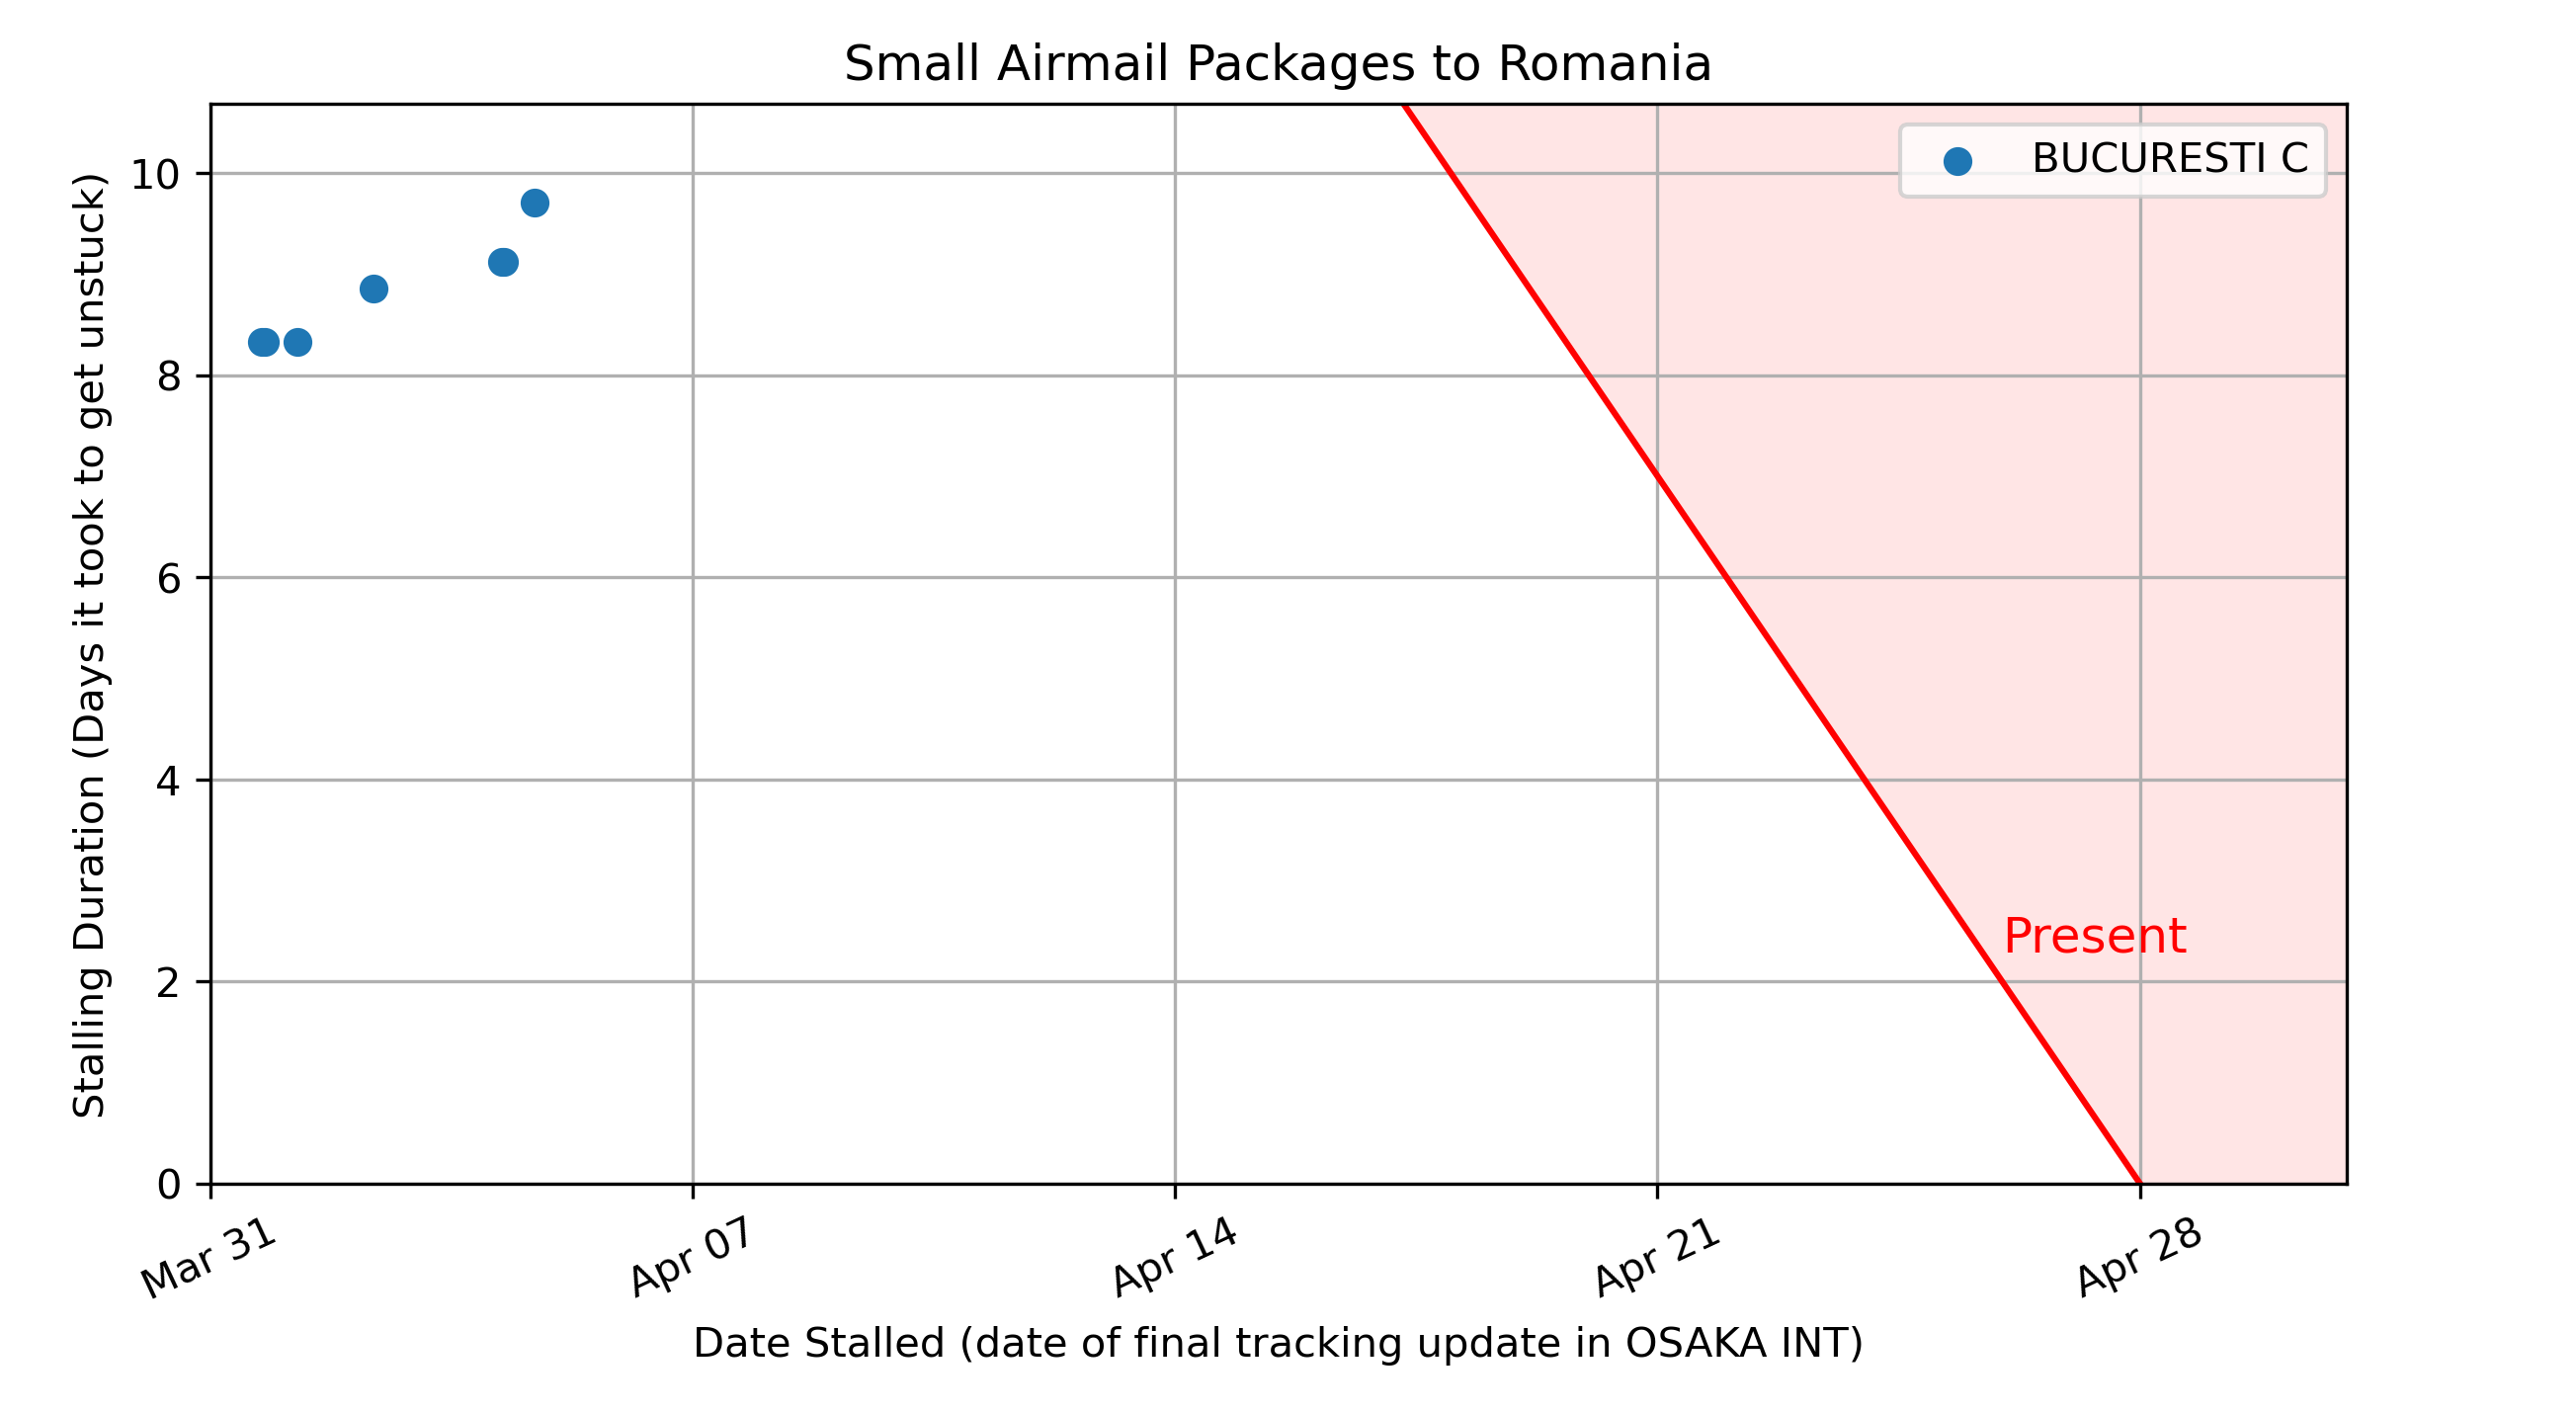 Small Airmail Packages to Romania
BUCURESTI C
Stalling Duration (Days it took to get unstuck)
10
8
6
4
2
0
Present
Mar 31
Apr 07
Apr 14
Apr 21
Apr 28
Date Stalled (date of final tracking update in OSAKA INT)